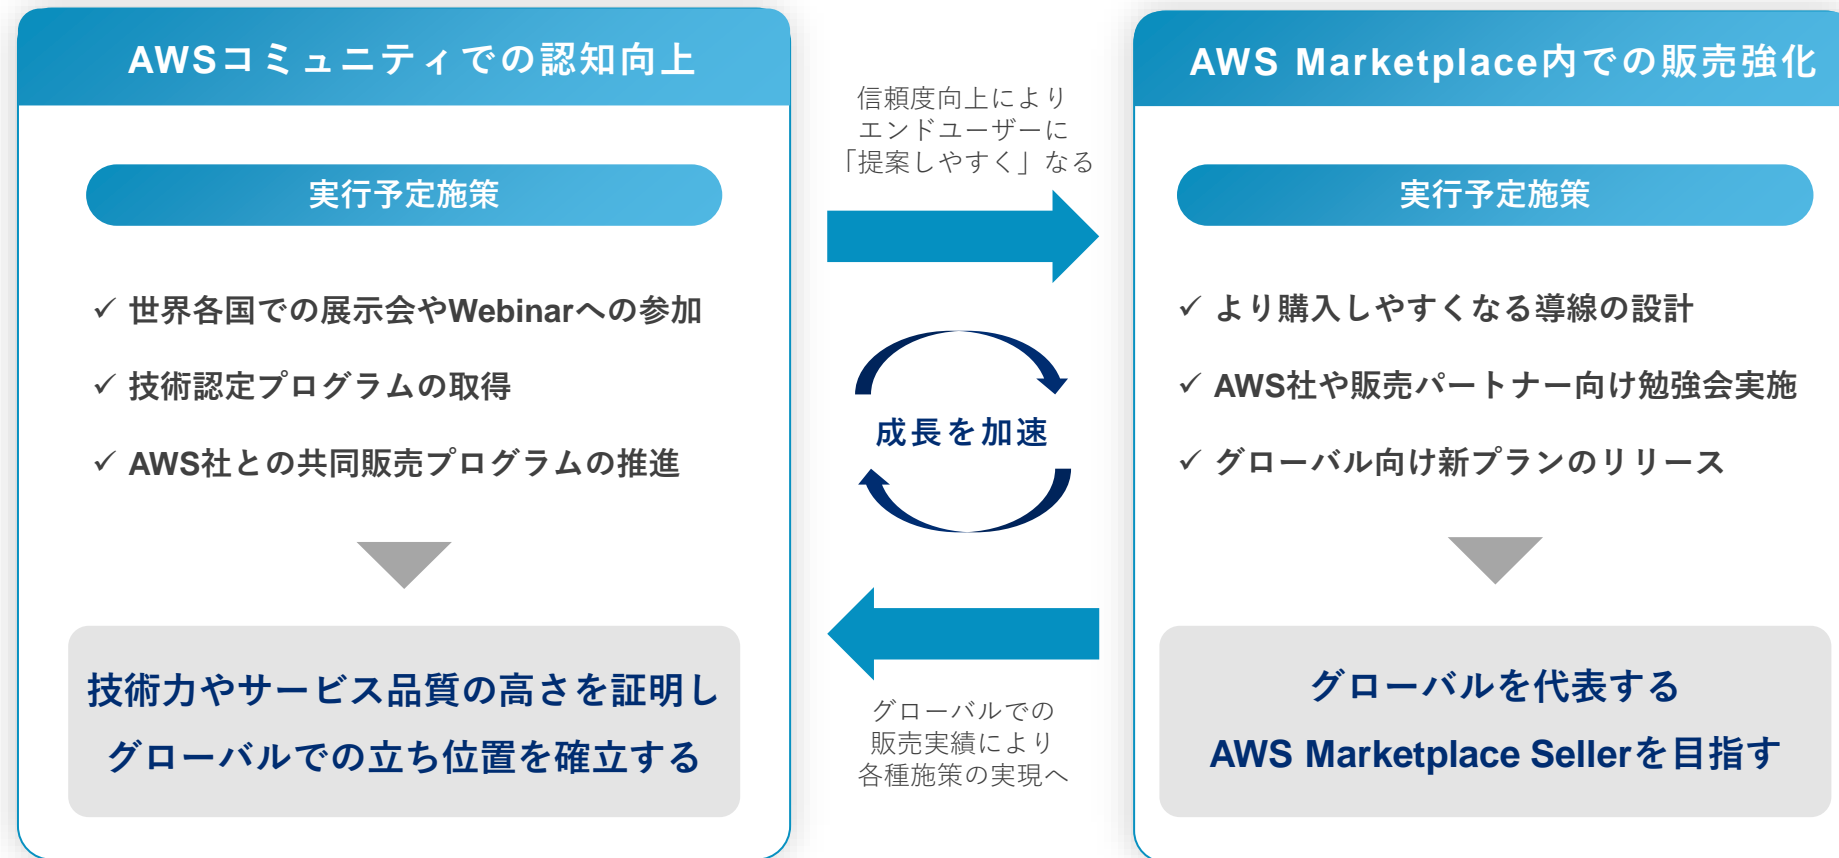 AWSコミュニティでの認知向上
実行予定施策
✓ 世界各国での展示会やWebinarへの参加
✓ 技術認定プログラムの取得
✓ AWS社との共同販売プログラムの推進
技術力やサービス品質の高さを証明し
グローバルでの立ち位置を確立する
信頼度向上により
エンドユーザーに
「提案しやすく」なる
成長を加速
グローバルでの
販売実績により
各種施策の実現へ
AWS Marketplace内での販売強化
実行予定施策
✓ より購入しやすくなる導線の設計
✓ AWS社や販売パートナー向け勉強会実施
✓ グローバル向け新プランのリリース
グローバルを代表する
AWS Marketplace Sellerを目指す